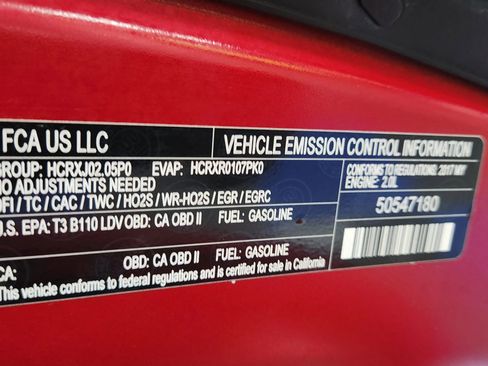 FCA US LLC
VEHICLE EMISSION CONTROL INFORMATION
GROUP: HCRXJ02.05P0 EVAP: HCRXR0107PK0
NO ADJUSTMENTS NEEDED
DFI / TC / CAC / TWC / HO2S / WR-HO2S / EGR / EGRC
U.S. EPA: T3 B110 LDV OBD: CA OBD II FUEL: GASOLINE
CA: OBD: CA OBD II FUEL: GASOLINE
This vehicle conforms to federal regulations and is certified for sale in California
CONFORMS TO REGULATIONS: 2017 MY
ENGINE: 2.0L
50547180